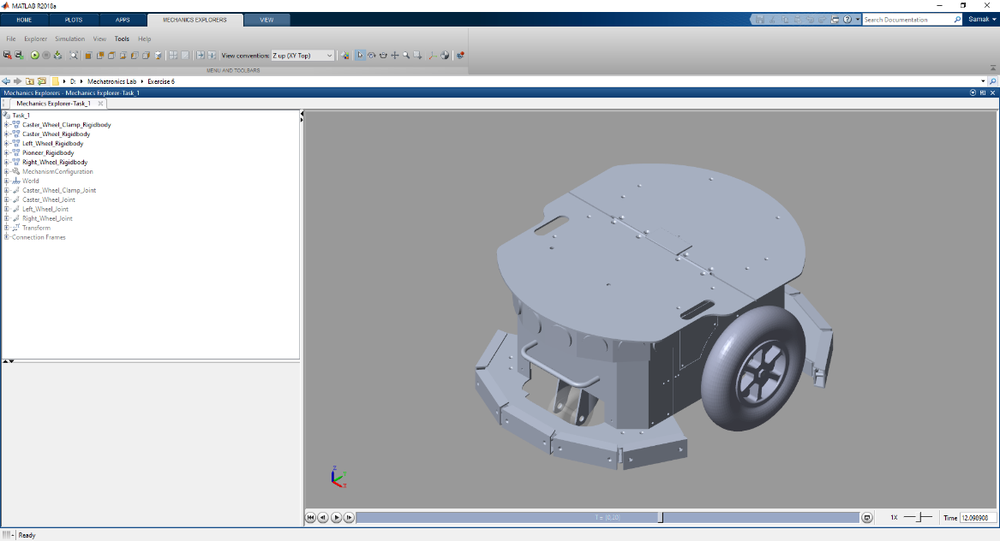 MATLAB R2018a
HOME PLOTS APPS MECHANICS EXPLORERS VIEW Search Documentation Samak
File Explorer Simulation View Tools Help
View convention: Z up (XY Top)
MENU AND TOOLBARS
D: Mechatronics Lab Exercise 6
Mechanics Explorers - Mechanics Explorer-Task_1
Mechanics Explorer-Task_1
Task_1
Caster_Wheel_Clamp_Rigidbody
Caster_Wheel_Rigidbody
Left_Wheel_Rigidbody
Pioneer_Rigidbody
Right_Wheel_Rigidbody
MechanismConfiguration
World
Caster_Wheel_Clamp_Joint
Caster_Wheel_Joint
Left_Wheel_Joint
Right_Wheel_Joint
Transform
Connection Frames
Z
X
T = [0,20] 1X Time 12.098908
Ready